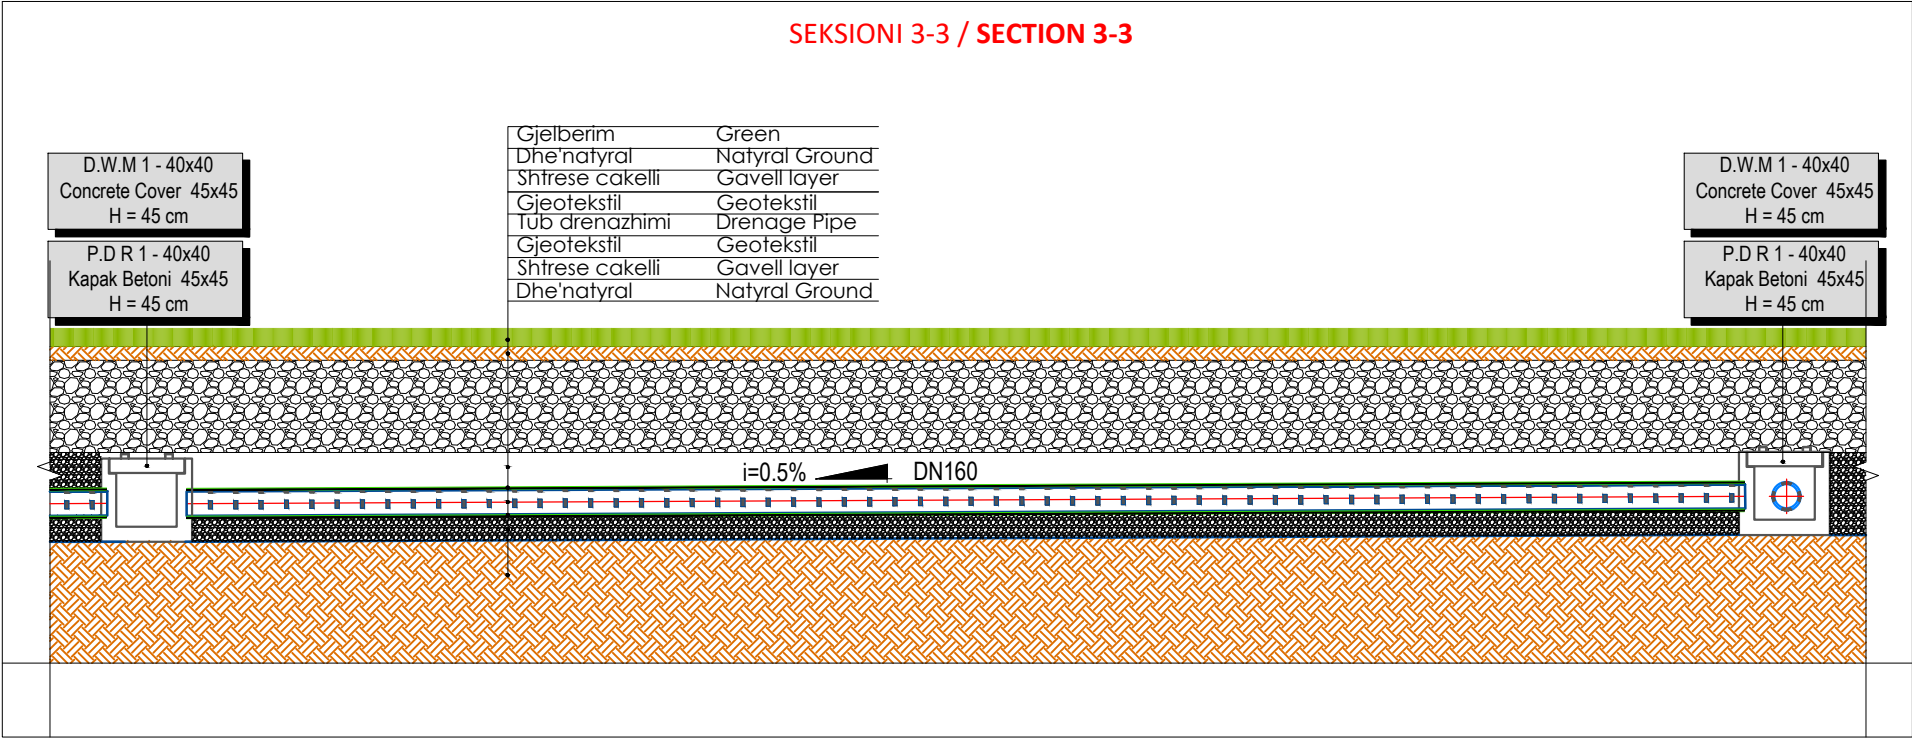 SEKSIONI 3-3 / SECTION 3-3
Gjelberim Green
Dhe'natyral Natyral Ground
Shtrese cakelli Gavell layer
Gjeotekstil Geotekstil
Tub drenazhimi Drenage Pipe
Gjeotekstil Geotekstil
Shtrese cakelli Gavell layer
Dhe'natyral Natyral Ground
D.W.M 1 - 40x40
Concrete Cover 45x45
H = 45 cm
P.D R 1 - 40x40
Kapak Betoni 45x45
H = 45 cm
D.W.M 1 - 40x40
Concrete Cover 45x45
H = 45 cm
P.D R 1 - 40x40
Kapak Betoni 45x45
H = 45 cm
i=0.5% DN160